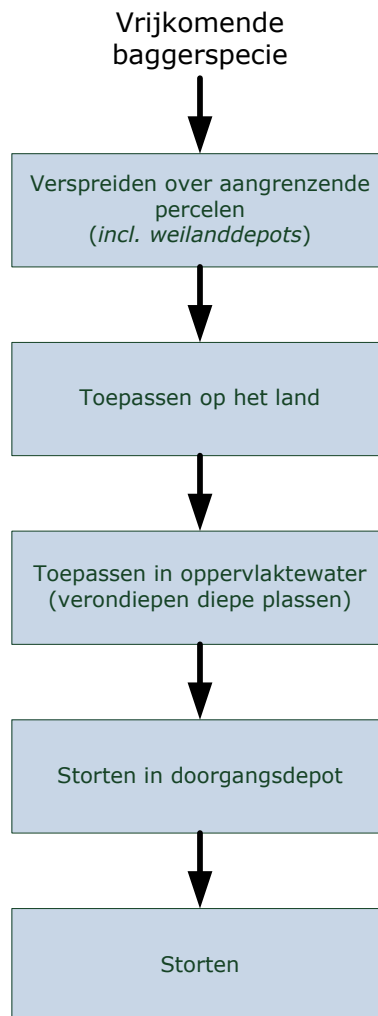 Vrijkomende
baggerspecie
Verspreiden over aangrenzende
percelen
(incl. weilanddepots)
Toepassen op het land
Toepassen in oppervlaktewater
(verondiepen diepe plassen)
Storten in doorgangsdepot
Storten